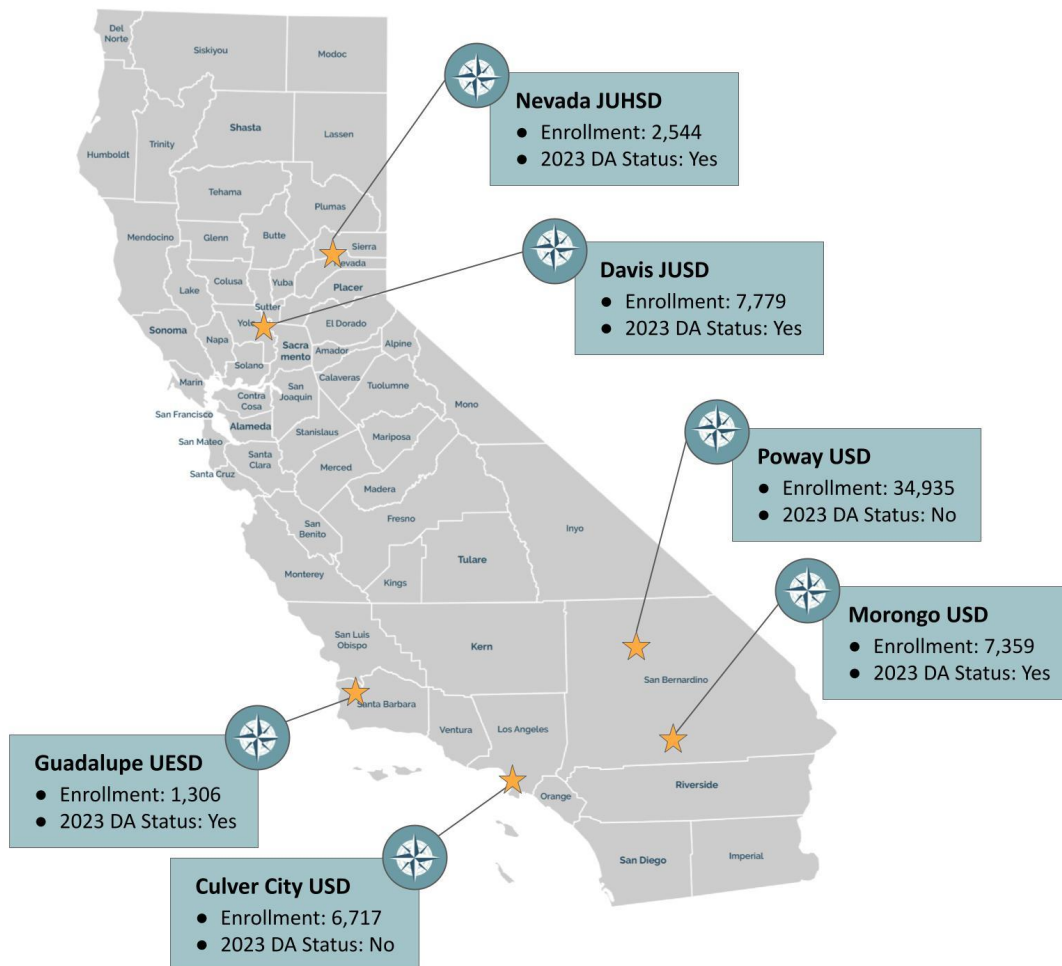 Del
Norte
Siskiyou
Modoc
Nevada JUHSD
● Enrollment: 2,544
● 2023 DA Status: Yes
Shasta
Trinity
Lassen
Humboldt
Tehama
Plumas
Mendocino
Glenn
Butte
Sierra
Nevada
Davis JUSD
● Enrollment: 7,779
● 2023 DA Status: Yes
Colusa
Yuba
Lake
Placer
Sutter
Yolo
El Dorado
Sonoma
Napa
Sacra
mento
Amador
Alpine
Solano
Calaveras
Marin
Contra
Cosa
San
Joaquin
Tuolumne
Mono
San Francisco
Alameda
Stanislaus
Mariposa
San Mateo
Santa
Clara
Merced
Santa Cruz
Madera
Poway USD
● Enrollment: 34,935
● 2023 DA Status: No
San
Benito
Fresno
Inyo
Tulare
Monterey
Kings
Morongo USD
● Enrollment: 7,359
● 2023 DA Status: Yes
San Luis
Obispo
Kern
San Bernardino
Santa Barbara
Ventura
Los Angeles
Guadalupe UESD
● Enrollment: 1,306
● 2023 DA Status: Yes
Orange
Riverside
San Diego
Imperial
Culver City USD
● Enrollment: 6,717
● 2023 DA Status: No